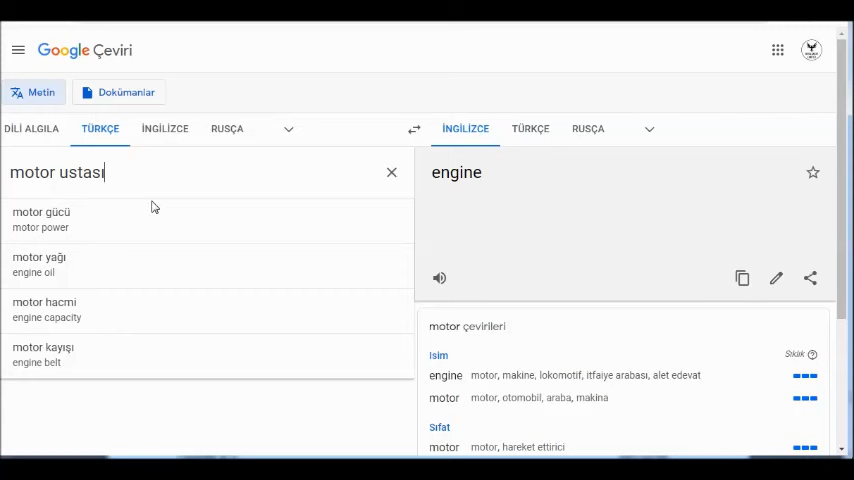 Google Çeviri
Metin
Dokümanlar
DİLİ ALGILA TÜRKÇE İNGİLİZCE RUSÇA
İNGİLİZCE TÜRKÇE RUSÇA
motor ustası
engine
motor gücü
motor power
motor yağı
engine oil
motor hacmi
engine capacity
motor kayışı
engine belt
motor çevirileri
İsim
Sıklık
engine motor, makine, lokomotif, itfaiye arabası, alet edevat
motor motor, otomobil, araba, makina
Sıfat
motor motor, hareket ettirici